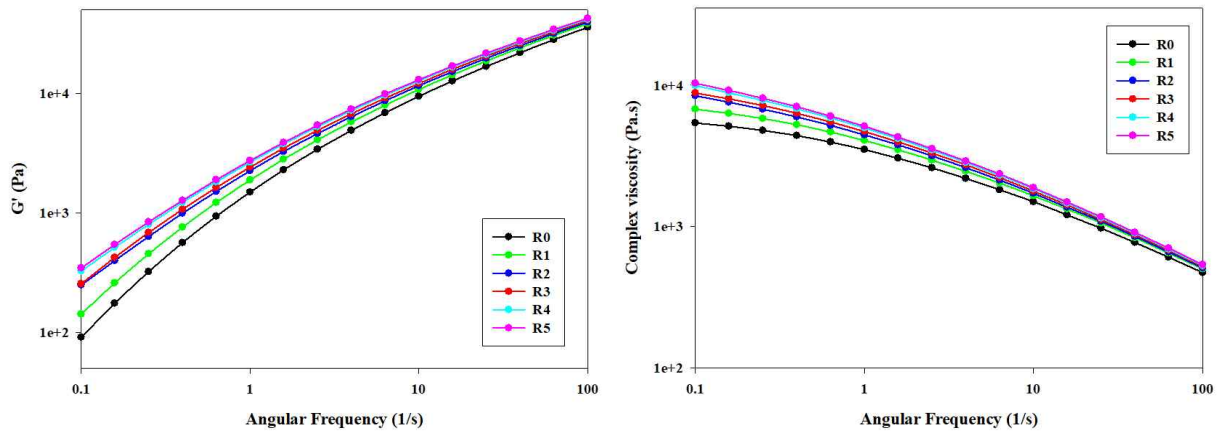 G' (Pa)
1e+4
1e+3
1e+2
0.1 1 10 100
Angular Frequency (1/s)
R0
R1
R2
R3
R4
R5
Complex viscosity (Pa.s)
1e+4
1e+3
1e+2
0.1 1 10 100
Angular Frequency (1/s)
R0
R1
R2
R3
R4
R5